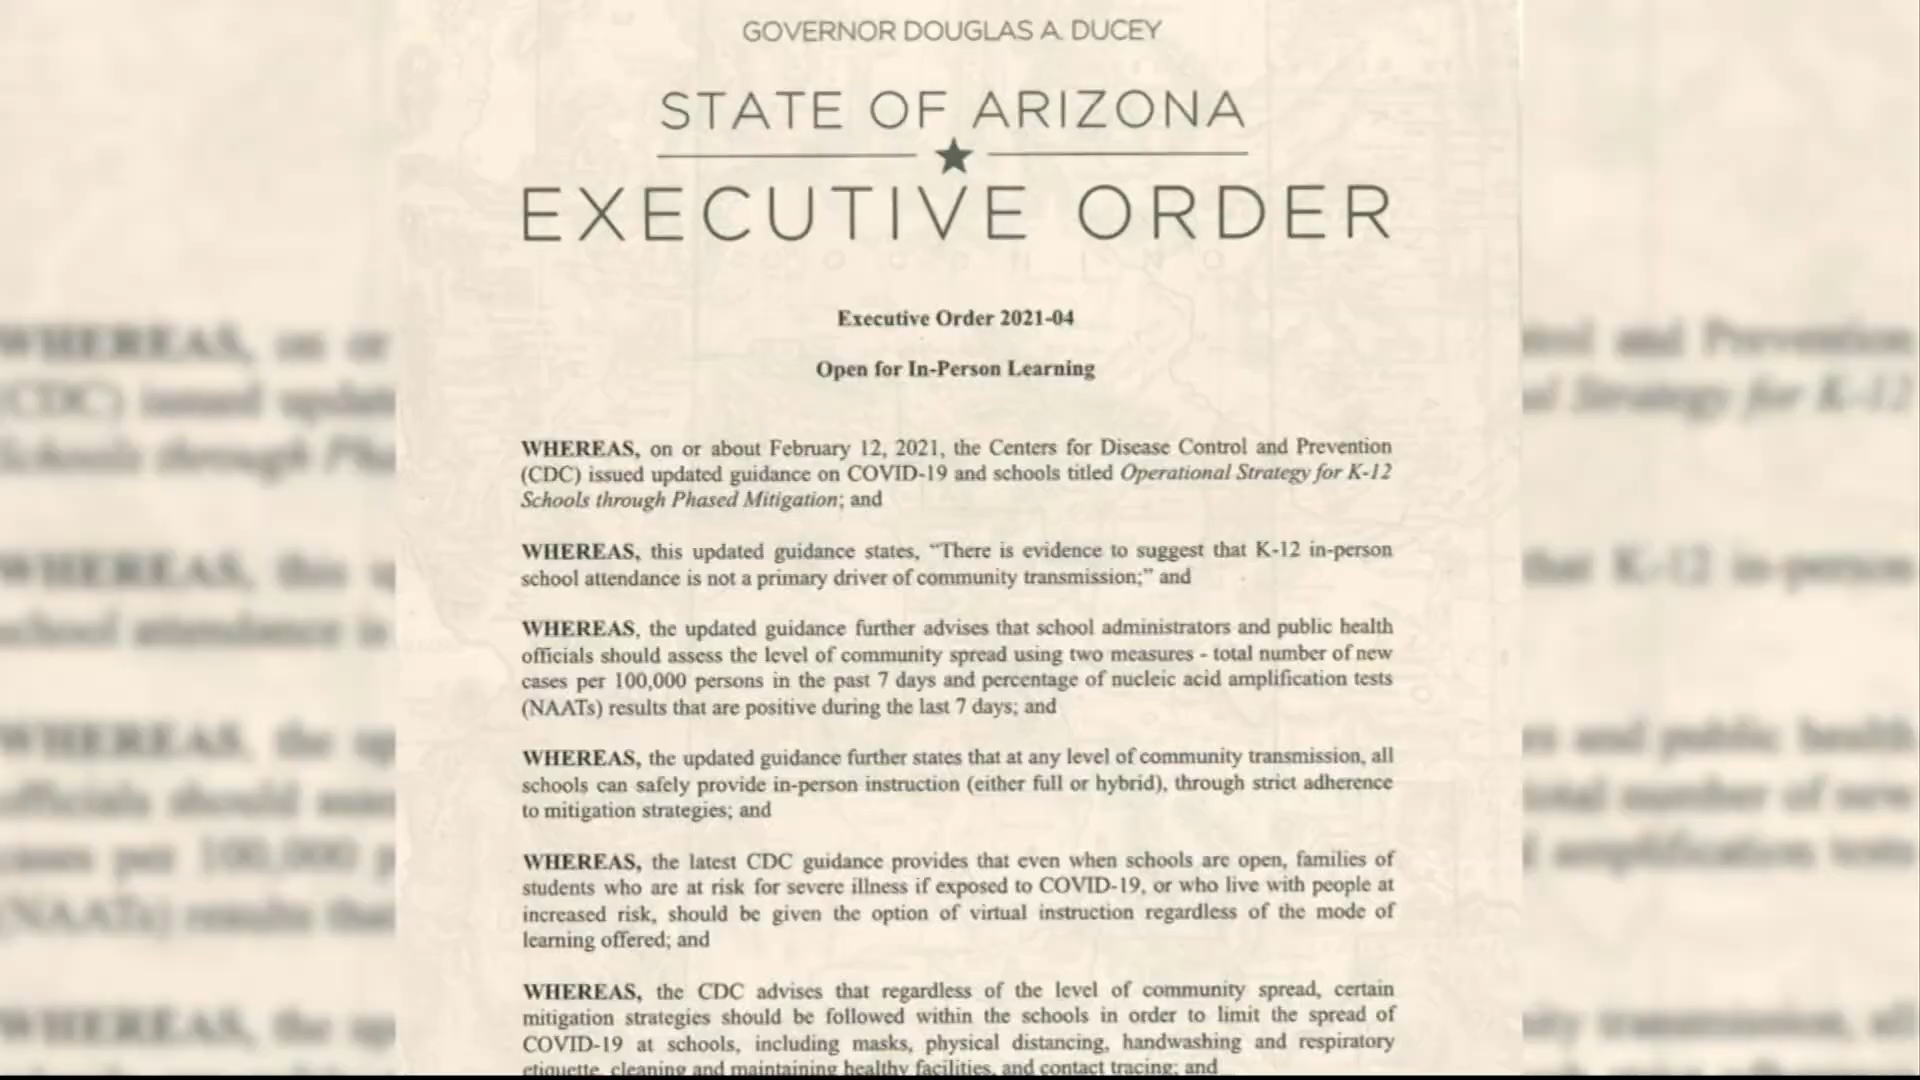 GOVERNOR DOUGLAS A. DUCEY
STATE OF ARIZONA
EXECUTIVE ORDER
Executive Order 2021-04
Open for In-Person Learning
WHEREAS, on or about February 12, 2021, the Centers for Disease Control and Prevention
(CDC) issued updated guidance on COVID-19 and schools titled Operational Strategy for K-12
Schools through Phased Mitigation; and
WHEREAS, this updated guidance states, “There is evidence to suggest that K-12 in-person
school attendance is not a primary driver of community transmission;” and
WHEREAS, the updated guidance further advises that school administrators and public health
officials should assess the level of community spread using two measures - total number of new
cases per 100,000 persons in the past 7 days and percentage of nucleic acid amplification tests
(NAATs) results that are positive during the last 7 days; and
WHEREAS, the updated guidance further states that at any level of community transmission, all
schools can safely provide in-person instruction (either full or hybrid), through strict adherence
to mitigation strategies; and
WHEREAS, the latest CDC guidance provides that even when schools are open, families of
students who are at risk for severe illness if exposed to COVID-19, or who live with people at
increased risk, should be given the option of virtual instruction regardless of the mode of
learning offered; and
WHEREAS, the CDC advises that regardless of the level of community spread, certain
mitigation strategies should be followed within the schools in order to limit the spread of
COVID-19 at schools, including masks, physical distancing, handwashing and respiratory
etiquette, cleaning and maintaining healthy facilities, and contact tracing; and